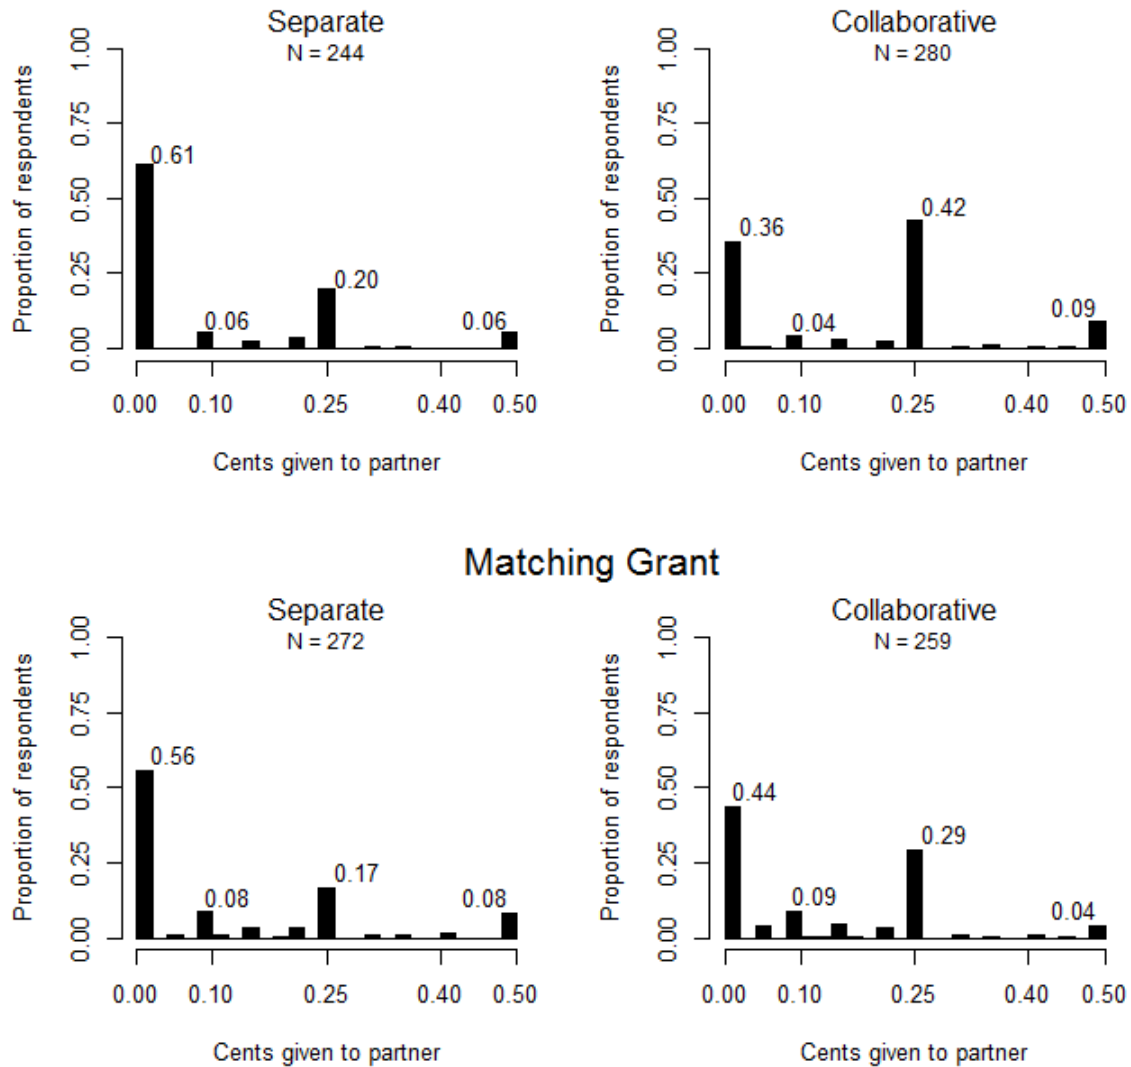 Separate
N = 244
Proportion of respondents
0.00 0.25 0.50 0.75 1.00
0.61
0.06
0.20
0.06
0.00 0.10 0.25 0.40 0.50
Cents given to partner
Collaborative
N = 280
Proportion of respondents
0.00 0.25 0.50 0.75 1.00
0.36
0.04
0.42
0.09
0.00 0.10 0.25 0.40 0.50
Cents given to partner
Matching Grant
Separate
N = 272
Proportion of respondents
0.00 0.25 0.50 0.75 1.00
0.56
0.08
0.17
0.08
0.00 0.10 0.25 0.40 0.50
Cents given to partner
Collaborative
N = 259
Proportion of respondents
0.00 0.25 0.50 0.75 1.00
0.44
0.09
0.29
0.04
0.00 0.10 0.25 0.40 0.50
Cents given to partner